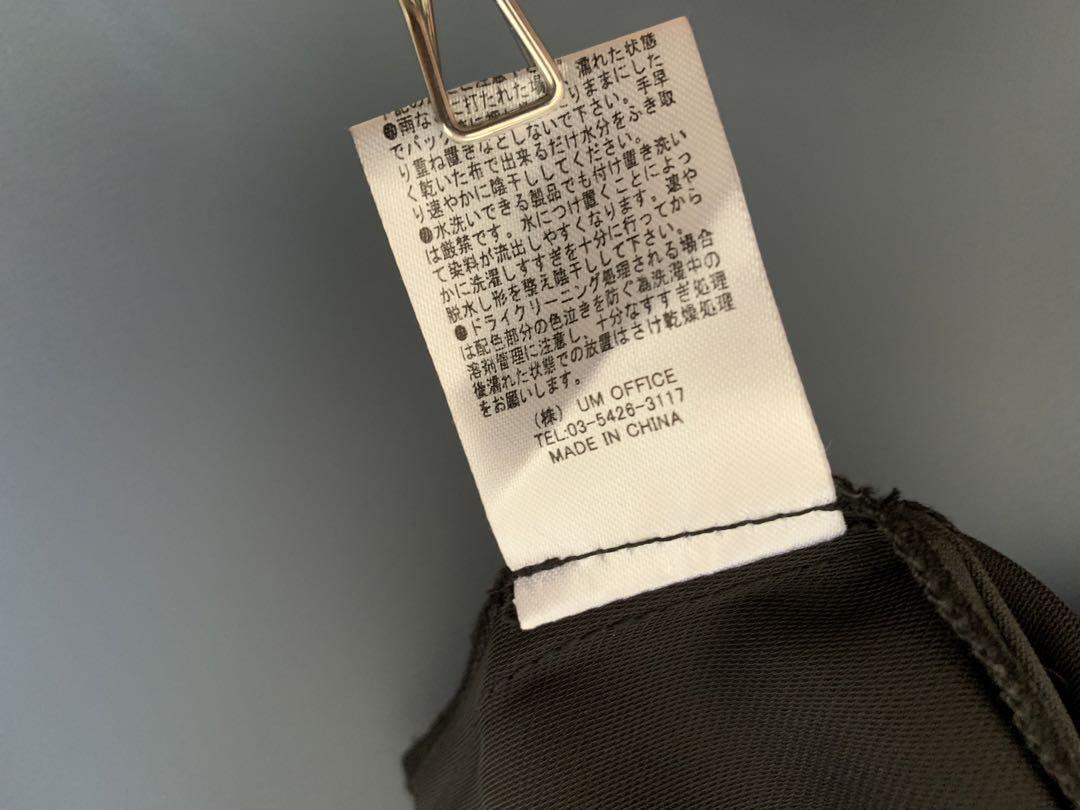 下記の
●雨な に打たれた場 濡れた状態
でバッグ りままにした
り重ね置きなどしないで下さい。手早
く乾いた布で出来るだけ水分をふき取
り速やかに陰干ししてください。
●水洗いできる製品でも付け置き洗い
は厳禁です。水につけ置くことによっ
て染料が流出しやすくなります。速や
かに洗濯しすすぎを十分に行ってから
脱水し形を整え陰干しして下さい。
●ドライクリーニング処理される場合
は配色部分の色泣きを防ぐ為洗濯中の
溶剤管理に注意し、十分なすすぎ処理
後濡れた状態での放置はさけ乾燥処理
をお願いします。
(株) UM OFFICE
TEL:03-5426-3117
MADE IN CHINA